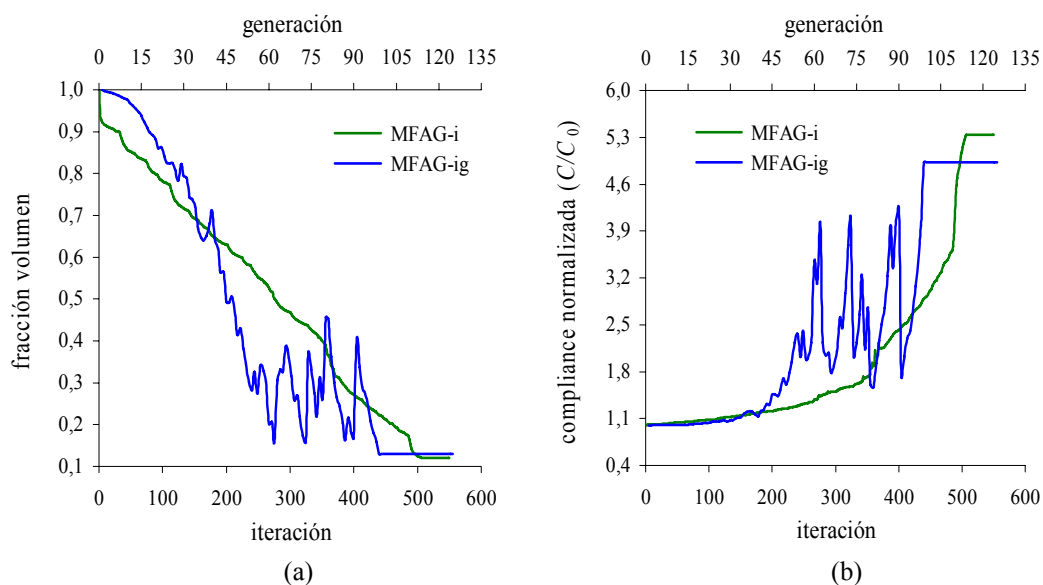 generación
0 15 30 45 60 75 90 105 120 135
1,0
0,9
0,8
0,7
0,6
0,5
0,4
0,3
0,2
0,1
fracción volumen
MFAG-i
MFAG-ig
0 100 200 300 400 500 600
iteración
(a)
generación
0 15 30 45 60 75 90 105 120 135
6,0
5,3
4,6
3,9
3,2
2,5
1,8
1,1
0,4
compliance normalizada (C/C0)
MFAG-i
MFAG-ig
0 100 200 300 400 500 600
iteración
(b)